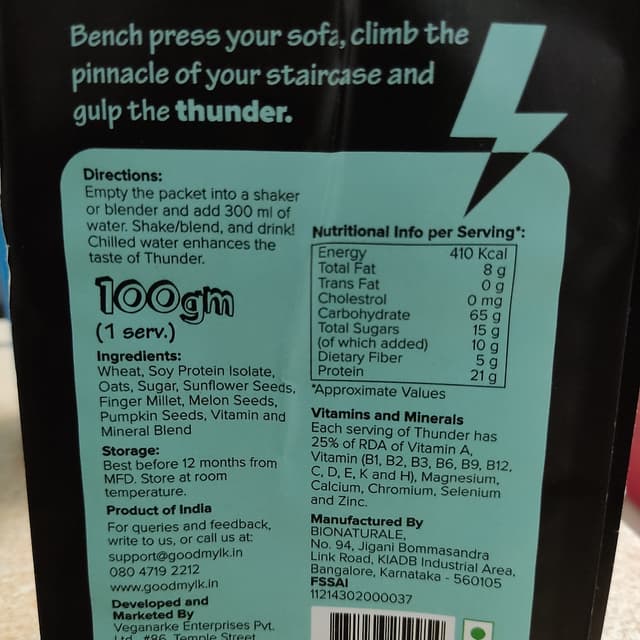 Bench press your sofa, climb the
pinnacle of your staircase and
gulp the thunder.
Directions:
Empty the packet into a shaker
or blender and add 300 ml of
water. Shake/blend, and drink!
Chilled water enhances the
taste of Thunder.
100gm
(1 serv.)
Ingredients:
Wheat, Soy Protein Isolate,
Oats, Sugar, Sunflower Seeds,
Finger Millet, Melon Seeds,
Pumpkin Seeds, Vitamin and
Mineral Blend
Storage:
Best before 12 months from
MFD. Store at room
temperature.
Product of India
For queries and feedback,
write to us, or call us at:
support@goodmylk.in
080 4719 2212
www.goodmylk.in
Developed and
Marketed By
Veganarke Enterprises Pvt.
Ltd., #86, Temple Street
Nutritional Info per Serving*:
Energy 410 Kcal
Total Fat 8 g
Trans Fat 0 g
Cholestrol 0 mg
Carbohydrate 65 g
Total Sugars 15 g
(of which added) 10 g
Dietary Fiber 5 g
Protein 21 g
*Approximate Values
Vitamins and Minerals
Each serving of Thunder has
25% of RDA of Vitamin A,
Vitamin (B1, B2, B3, B6, B9, B12,
C, D, E, K and H), Magnesium,
Calcium, Chromium, Selenium
and Zinc.
Manufactured By
BIONATURALE,
No. 94, Jigani Bommasandra
Link Road, KIADB Industrial Area,
Bangalore, Karnataka - 560105
FSSAI
11214302000037